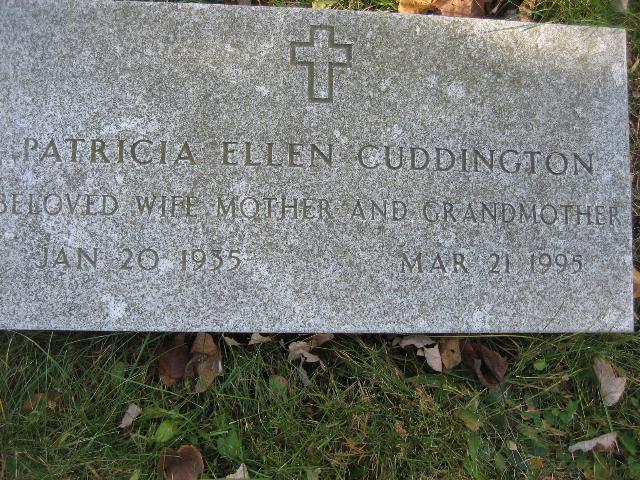 PATRICIA ELLEN CUDDINGTON
BELOVED WIFE MOTHER AND GRANDMOTHER
JAN 20 1935 MAR 21 1995